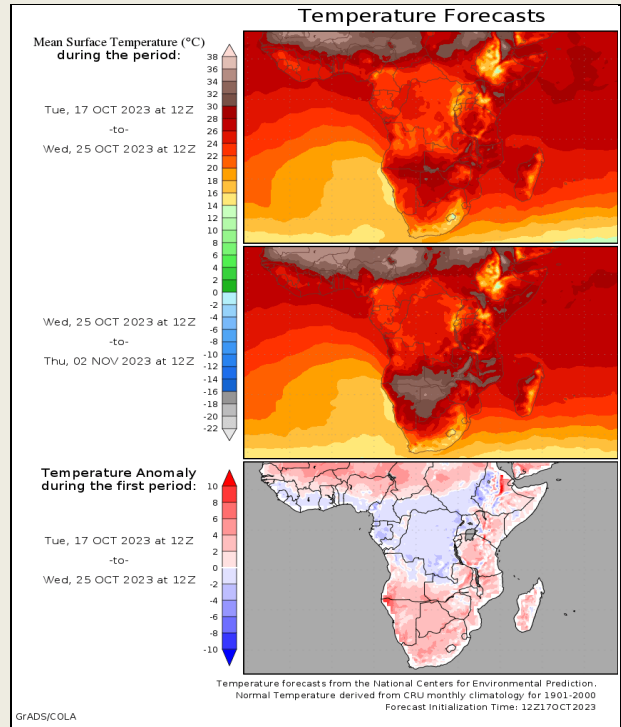 Temperature Forecasts
Mean Surface Temperature (°C)
during the period:
38
36
34
32
30
28
26
24
22
20
18
16
14
12
10
8
6
4
2
0
-2
-4
-6
-8
-10
-12
-14
-16
-18
-20
-22
Tue, 17 OCT 2023 at 12Z
-to-
Wed, 25 OCT 2023 at 12Z
Wed, 25 OCT 2023 at 12Z
-to-
Thu, 02 NOV 2023 at 12Z
Temperature Anomaly
during the first period:
10
8
6
4
2
0
-2
-4
-6
-8
-10
Tue, 17 OCT 2023 at 12Z
-to-
Wed, 25 OCT 2023 at 12Z
Temperature forecasts from the National Centers for Environmental Prediction.
Normal Temperature derived from CRU monthly climatology for 1901-2000
Forecast Initialization Time: 12Z17OCT2023
GrADS/COLA